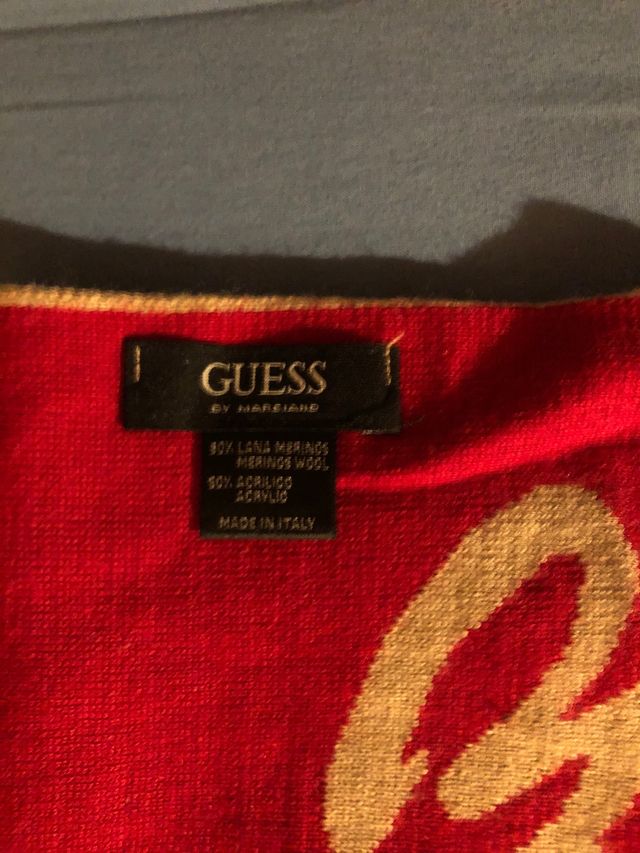 GUESS
BY MARCIANO
50% LANA MERINOS
MERINOS WOOL
50% ACRILICO
ACRYLIC
MADE IN ITALY